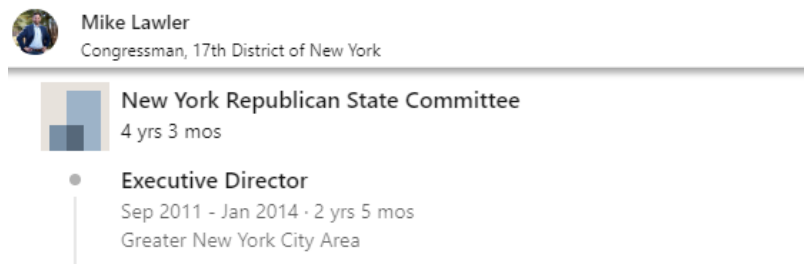 Mike Lawler
Congressman, 17th District of New York
New York Republican State Committee
4 yrs 3 mos
Executive Director
Sep 2011 - Jan 2014 · 2 yrs 5 mos
Greater New York City Area